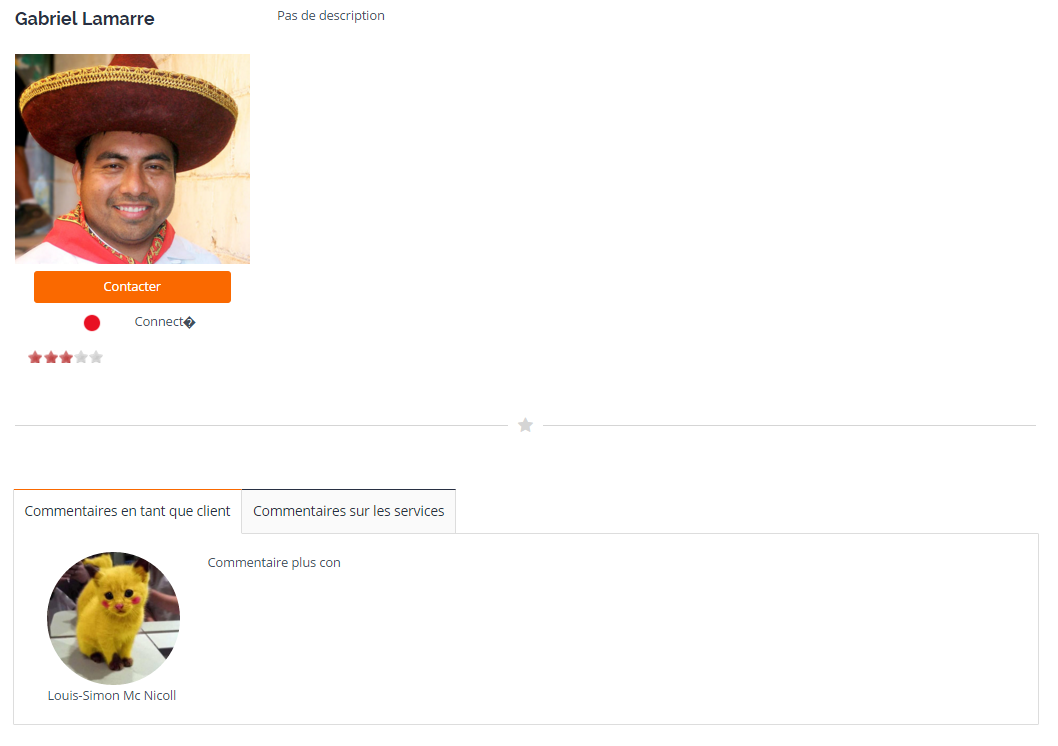 Gabriel Lamarre
Pas de description
Contacter
Connect�
Commentaires en tant que client
Commentaires sur les services
Commentaire plus con
Louis-Simon Mc Nicoll